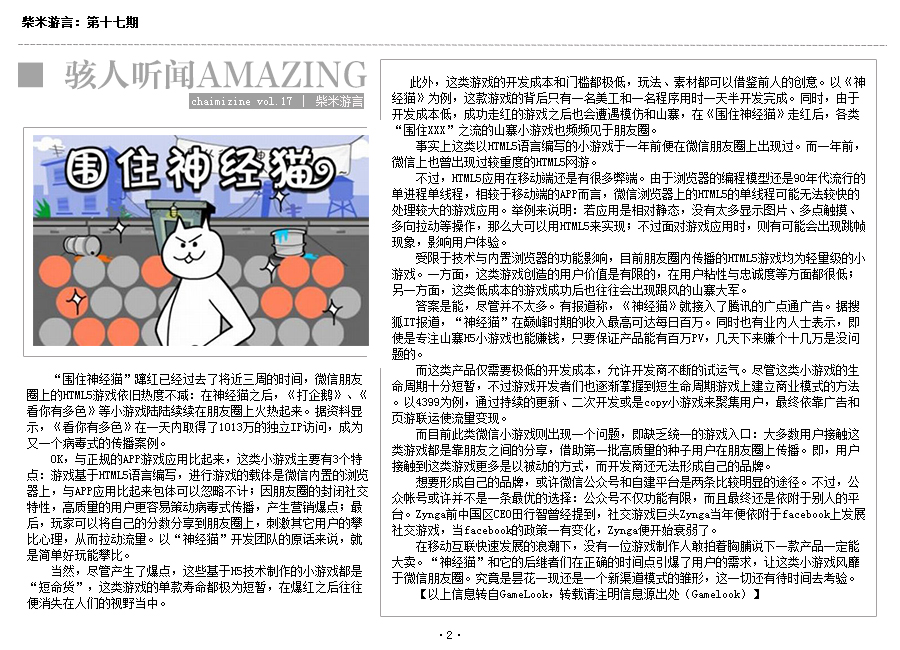 柴米游言：第十七期
骇人听闻AMAZING
chaimizine vol.17 | 柴米游言
围住神经猫
“围住神经猫”蹿红已经过去了将近三周的时间，微信朋友
圈上的HTML5游戏依旧热度不减：在神经猫之后，《打企鹅》、《
看你有多色》等小游戏陆陆续续在朋友圈上火热起来。据资料显
示，《看你有多色》在一天内取得了1013万的独立IP访问，成为
又一个病毒式的传播案例。
OK，与正规的APP游戏应用比起来，这类小游戏主要有3个特
点：游戏基于HTML5语言编写，进行游戏的载体是微信内置的浏览
器上，与APP应用比起来包体可以忽略不计；因朋友圈的封闭社交
特性，高质量的用户更容易策动病毒式传播，产生营销爆点；最
后，玩家可以将自己的分数分享到朋友圈上，刺激其它用户的攀
比心理，从而拉动流量。以“神经猫”开发团队的原话来说，就
是简单好玩能攀比。
当然，尽管产生了爆点，这些基于H5技术制作的小游戏都是
“短命炎”，这类游戏的单款寿命都极为短暂，在爆红之后往往
便消失在人们的视野当中。
此外，这类游戏的开发成本和门槛都极低，玩法、素材都可以借鉴前人的创意。以《神
经猫》为例，这款游戏的背后只有一名美工和一名程序用时一天半开发完成。同时，由于
开发成本低，成功走红的游戏之后也会遭遇模仿和山寨，在《围住神经猫》走红后，各类
“围住XXX”之流的山寨小游戏也频频见于朋友圈。
事实上这类以HTML5语言编写的小游戏于一年前便在微信朋友圈上出现过。而一年前，
微信上也曾出现过较重度的HTML5网游。
不过，HTML5应用在移动端还是有很多弊端。由于浏览器的编程模型还是90年代流行的
单进程单线程，相较于移动端的APP而言，微信浏览器上的HTML5的单线程可能无法较快的
处理较大的游戏应用。举例来说明：若应用是相对静态，没有太多显示图片、多点触摸、
多向拉动等操作，那么大可以用HTML5来实现；不过面对游戏应用时，则有可能会出现跳帧
现象，影响用户体验。
受限于技术与内置浏览器的功能影响，目前朋友圈内传播的HTML5游戏均为轻量级的小
游戏。一方面，这类游戏创造的用户价值是有限的，在用户粘性与忠诚度等方面都很低；
另一方面，这类低成本的游戏成功后也往往会出现跟风的山寨大军。
答案是能，尽管并不太多。有报道称，《神经猫》就接入了腾讯的广点通广告。据搜
狐IT报道，“神经猫”在巅峰时期的收入最高可达每日百万。同时也有业内人士表示，即
便是专注山寨H5小游戏也能赚钱，只要保证产品能有百万PV，几天下来赚个十几万是没问
题的。
而这类产品仅需要极低的开发成本，允许开发商不断的试运气。尽管这类小游戏的生
命周期十分短暂，不过游戏开发者们也逐渐掌握到短生命周期游戏上建立商业模式的方法
。以4399为例，通过持续的更新、二次开发或是copy小游戏来聚集用户，最终依靠广告和
页游联运使流量变现。
而目前此类微信小游戏则出现一个问题，即缺乏统一的游戏入口：大多数用户接触这
类游戏都是靠朋友之间的分享，借助第一批高质量的种子用户在朋友圈上传播。即，用户
接触到这类游戏更多是以被动的方式，而开发商还无法形成自己的品牌。
想要形成自己的品牌，或许微信公众号和自建平台是两条比较明显的途径。不过，公
众帐号或许并不是一条最优的选择：公众号不仅功能有限，而且最终还是依附于别人的平
台。Zynga前中国区CEO田行智曾经提到，社交游戏巨头Zynga当年便依附于facebook上发展
社交游戏，当facebook的政策一有变化，Zynga便开始衰弱了。
在移动互联快速发展的浪潮下，没有一位游戏制作人敢拍着胸脯说下一款产品一定能
大卖。“神经猫”和它的后继者们在正确的时间点引爆了用户的需求，让这类小游戏风靡
于微信朋友圈。究竟是昙花一现还是一个新渠道模式的雏形，这一切还有待时间去考验。
【以上信息转自GameLook，转载请注明信息源出处（Gamelook）】
·2·